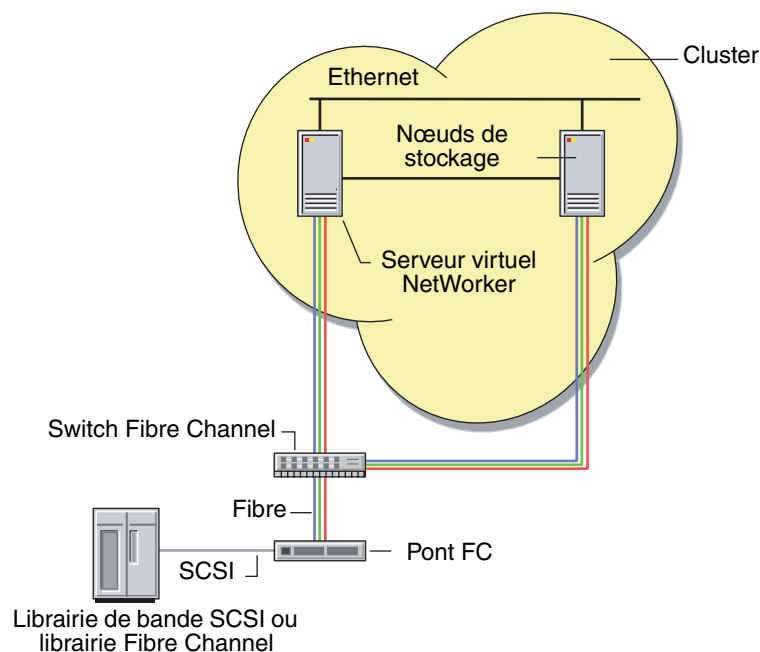 Cluster
Ethernet
Nœuds de
stockage
Serveur virtuel
NetWorker
Switch Fibre Channel
Fibre
Pont FC
SCSI
Librairie de bande SCSI ou
librairie Fibre Channel